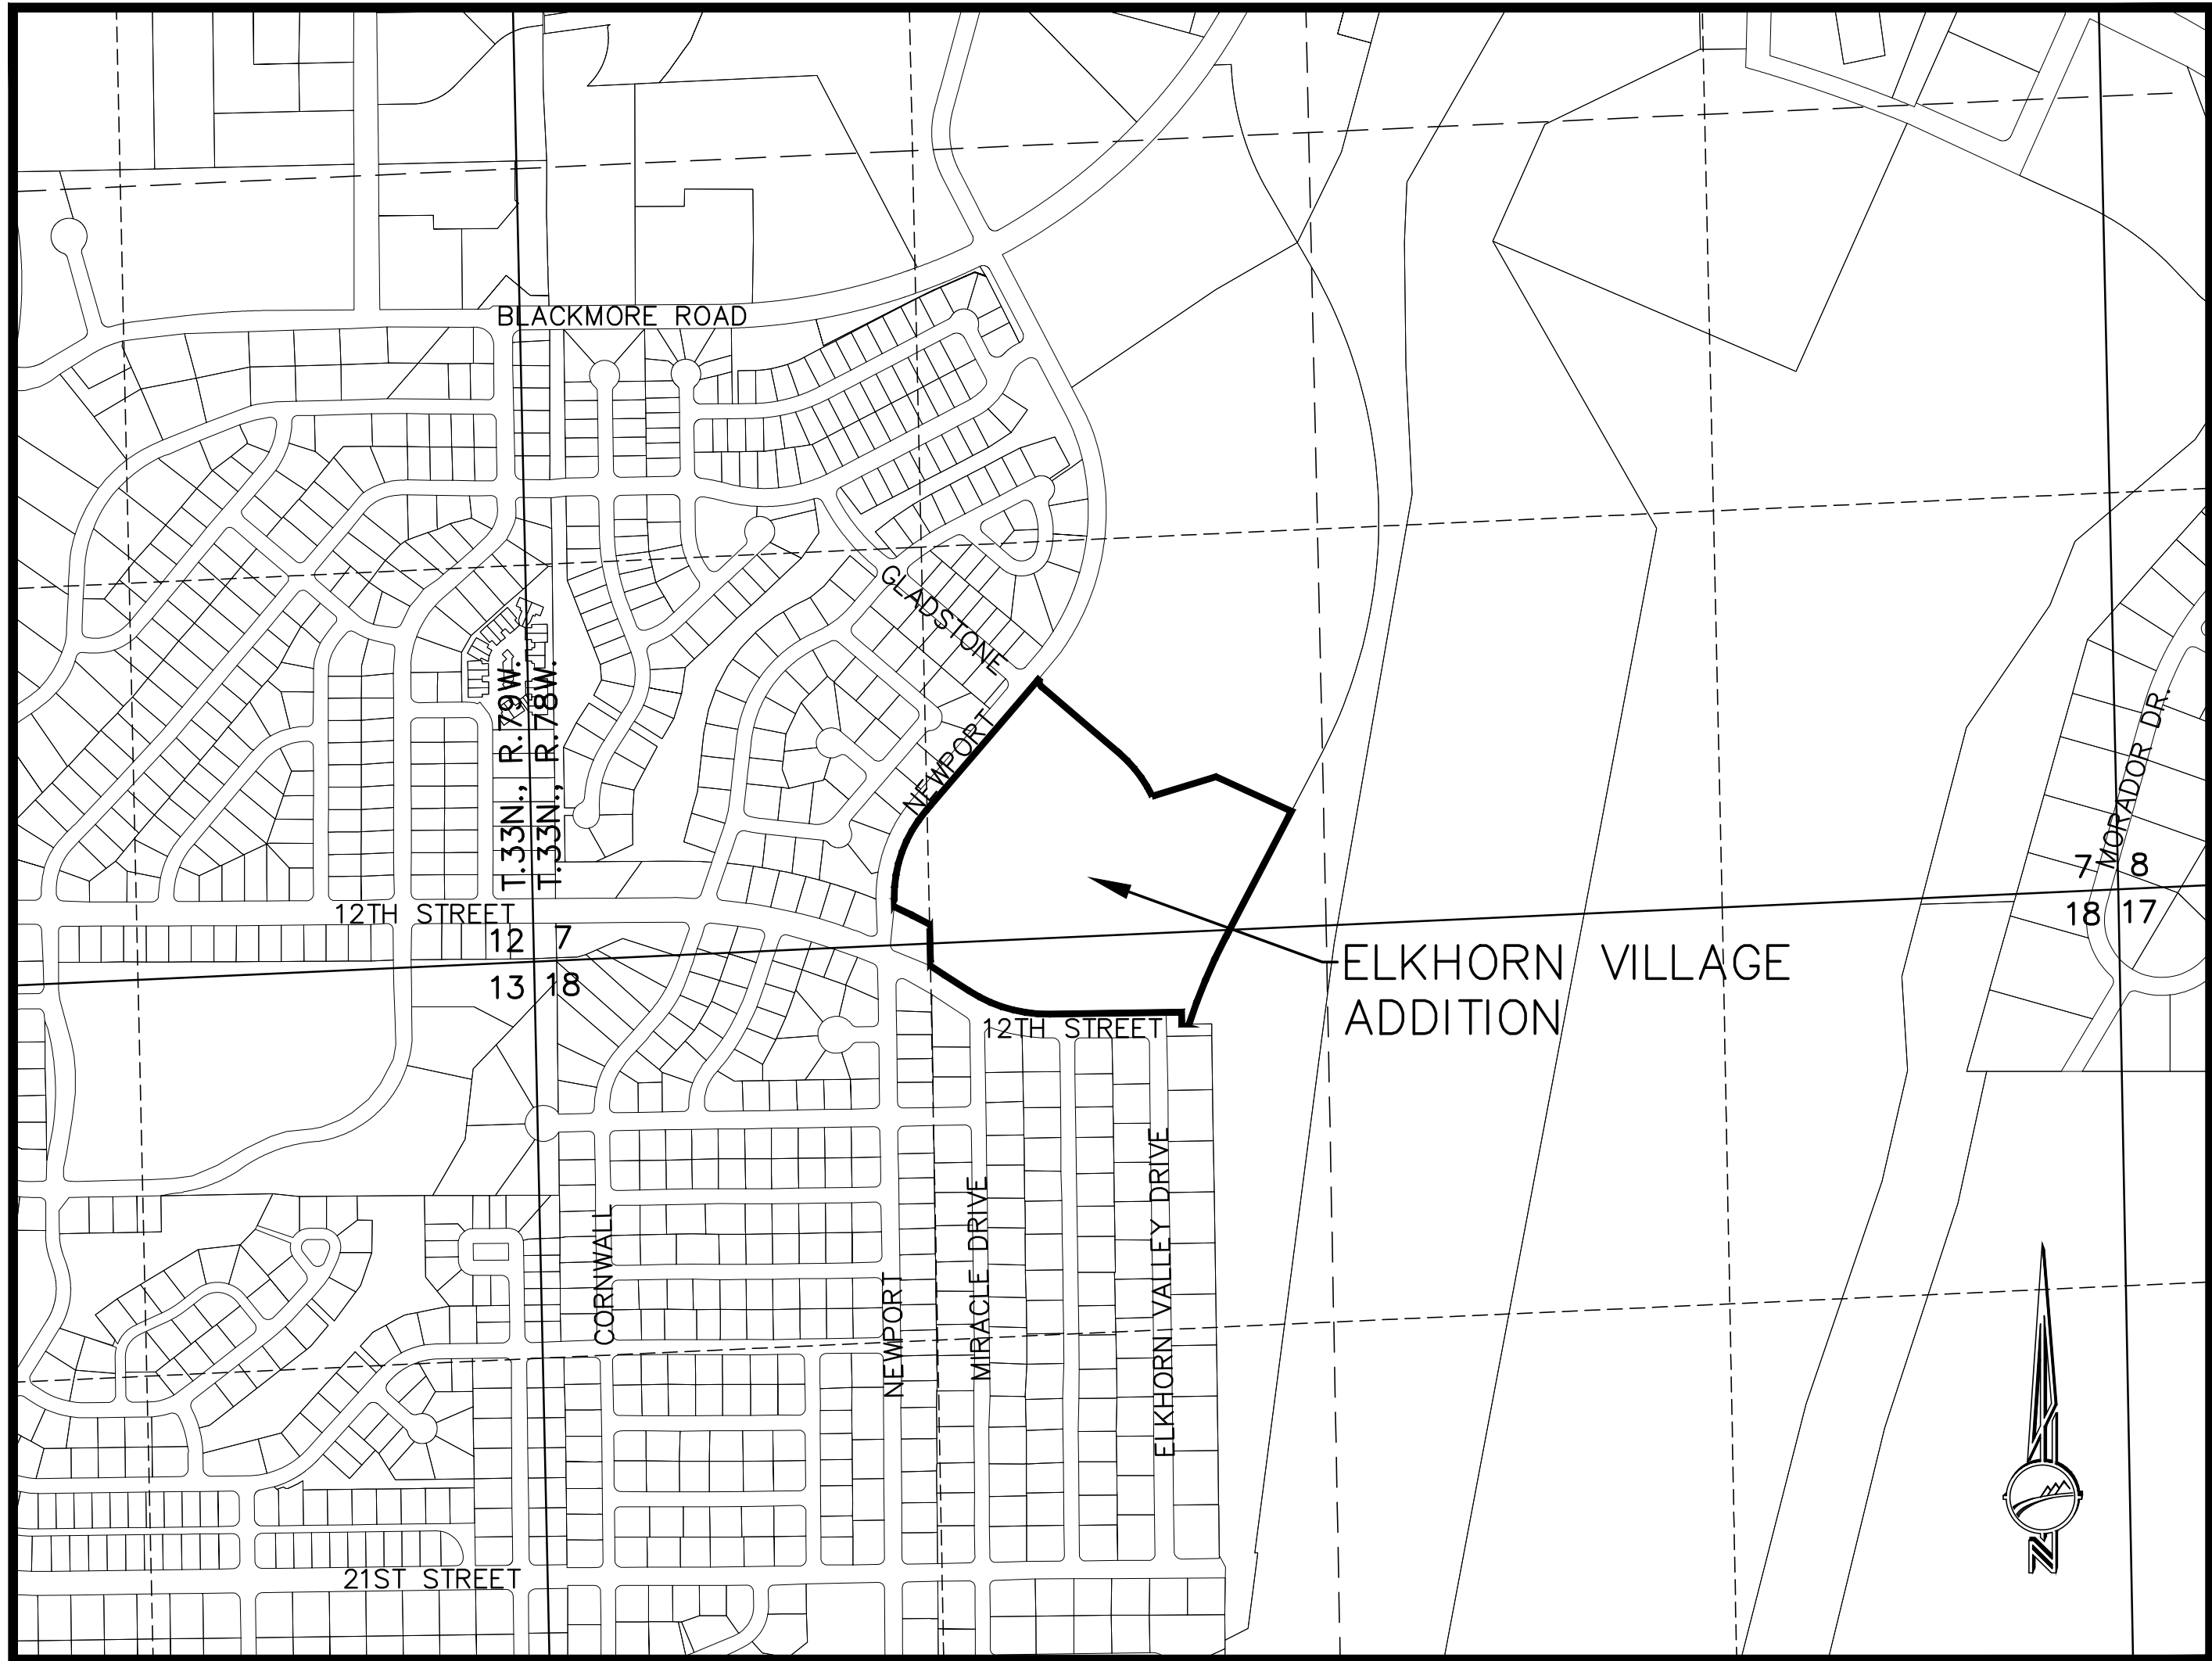 BLACKMORE ROAD
GLADSTONE
NEWPORT
T.33N., R.79W.
T.33N., R.78W.
MORADOR DR.
7 8
18 17
12TH STREET
12 7
13 18
ELKHORN VILLAGE
ADDITION
12TH STREET
CORNWALL
NEWPORT
MIRACLE DRIVE
ELKHORN VALLEY DRIVE
21ST STREET
N